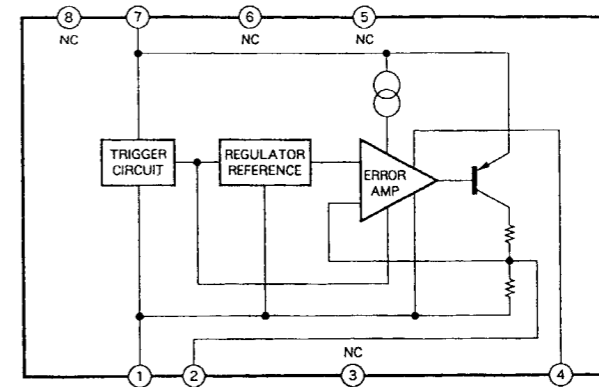 8
7
6
5
NC
NC
NC
TRIGGER
CIRCUIT
REGULATOR
REFERENCE
ERROR
AMP
NC
1
2
3
4